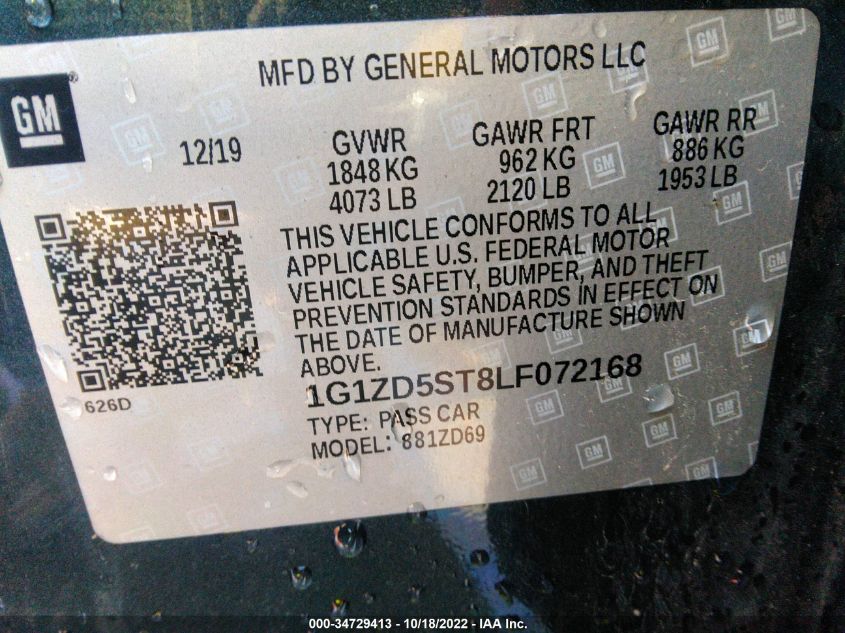 MFD BY GENERAL MOTORS LLC
GM ®
12/19 GVWR GAWR FRT GAWR RR
1848 KG 962 KG 886 KG
4073 LB 2120 LB 1953 LB
THIS VEHICLE CONFORMS TO ALL
APPLICABLE U.S. FEDERAL MOTOR
VEHICLE SAFETY, BUMPER, AND THEFT
PREVENTION STANDARDS IN EFFECT ON
THE DATE OF MANUFACTURE SHOWN
ABOVE.
626D
1G1ZD5ST8LF072168
TYPE: PASS CAR
MODEL: 881ZD69
000-34729413 - 10/18/2022 - IAA Inc.